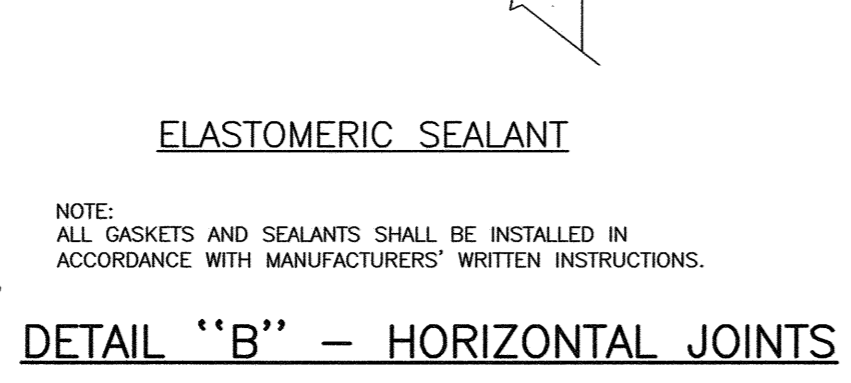 ELASTOMERIC SEALANT
NOTE:
ALL GASKETS AND SEALANTS SHALL BE INSTALLED IN
ACCORDANCE WITH MANUFACTURERS' WRITTEN INSTRUCTIONS.
DETAIL ‘‘B’’ – HORIZONTAL JOINTS